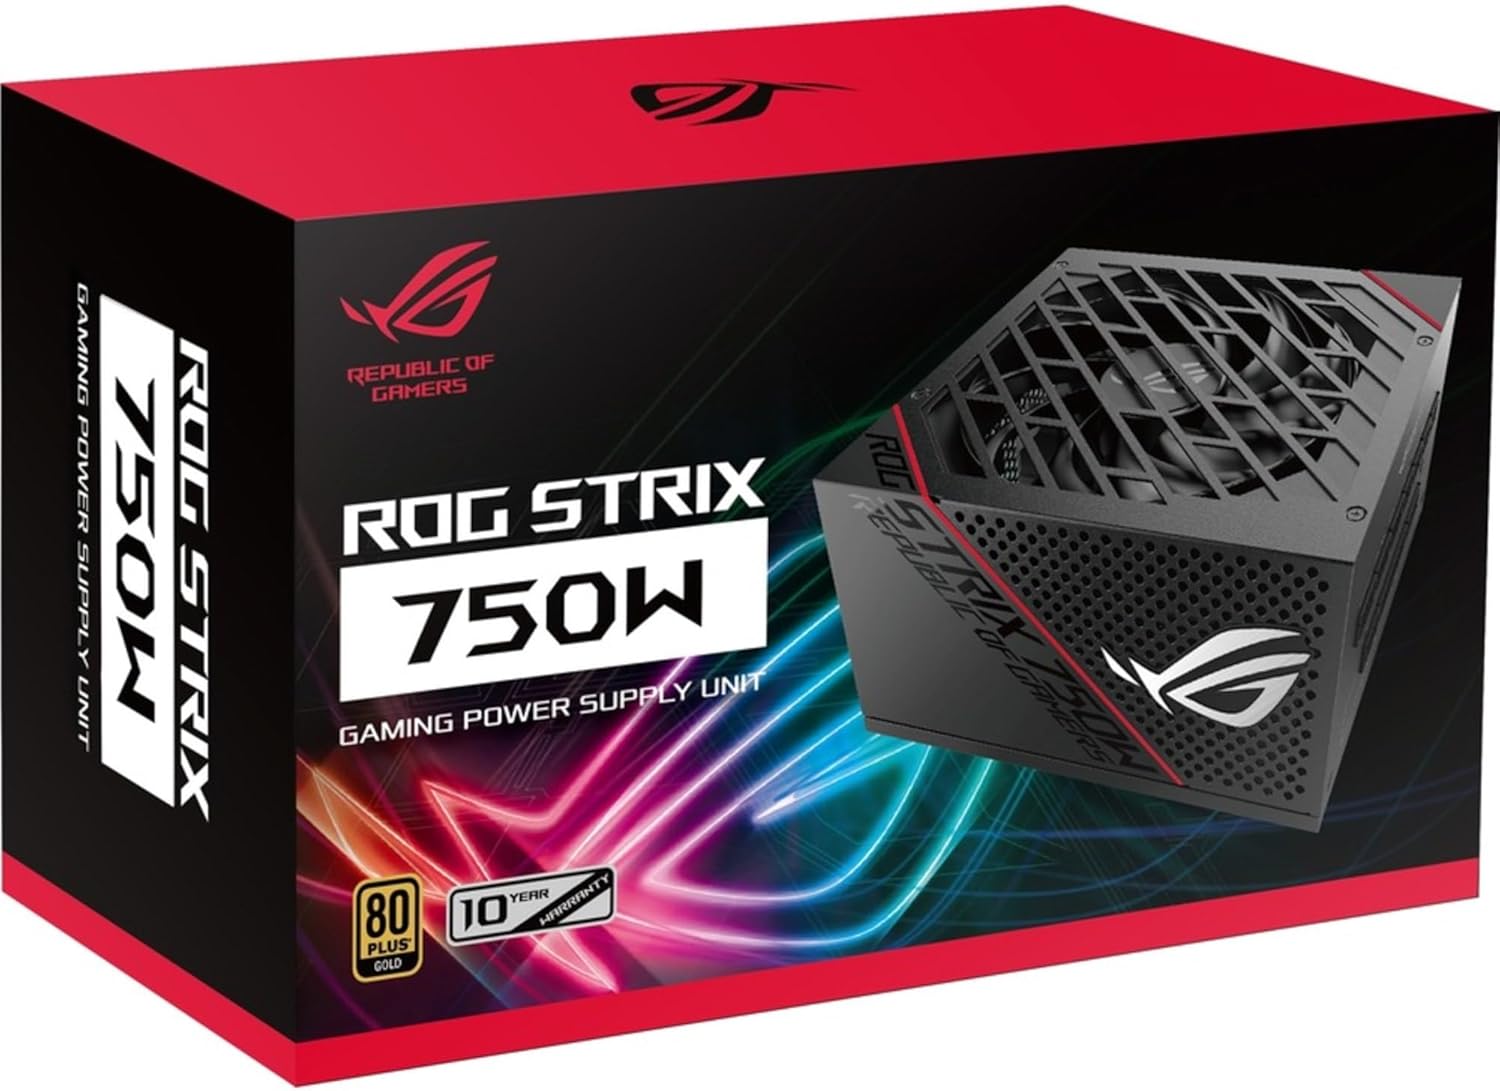 REPUBLIC OF
GAMERS
ROG STRIX
750W
GAMING POWER SUPPLY UNIT
80
PLUS
GOLD
10 YEAR
WARRANTY
ROG STRIX
750W
GAMING POWER SUPPLY UNIT
ROG STRIX 750W
REPUBLIC OF GAMERS